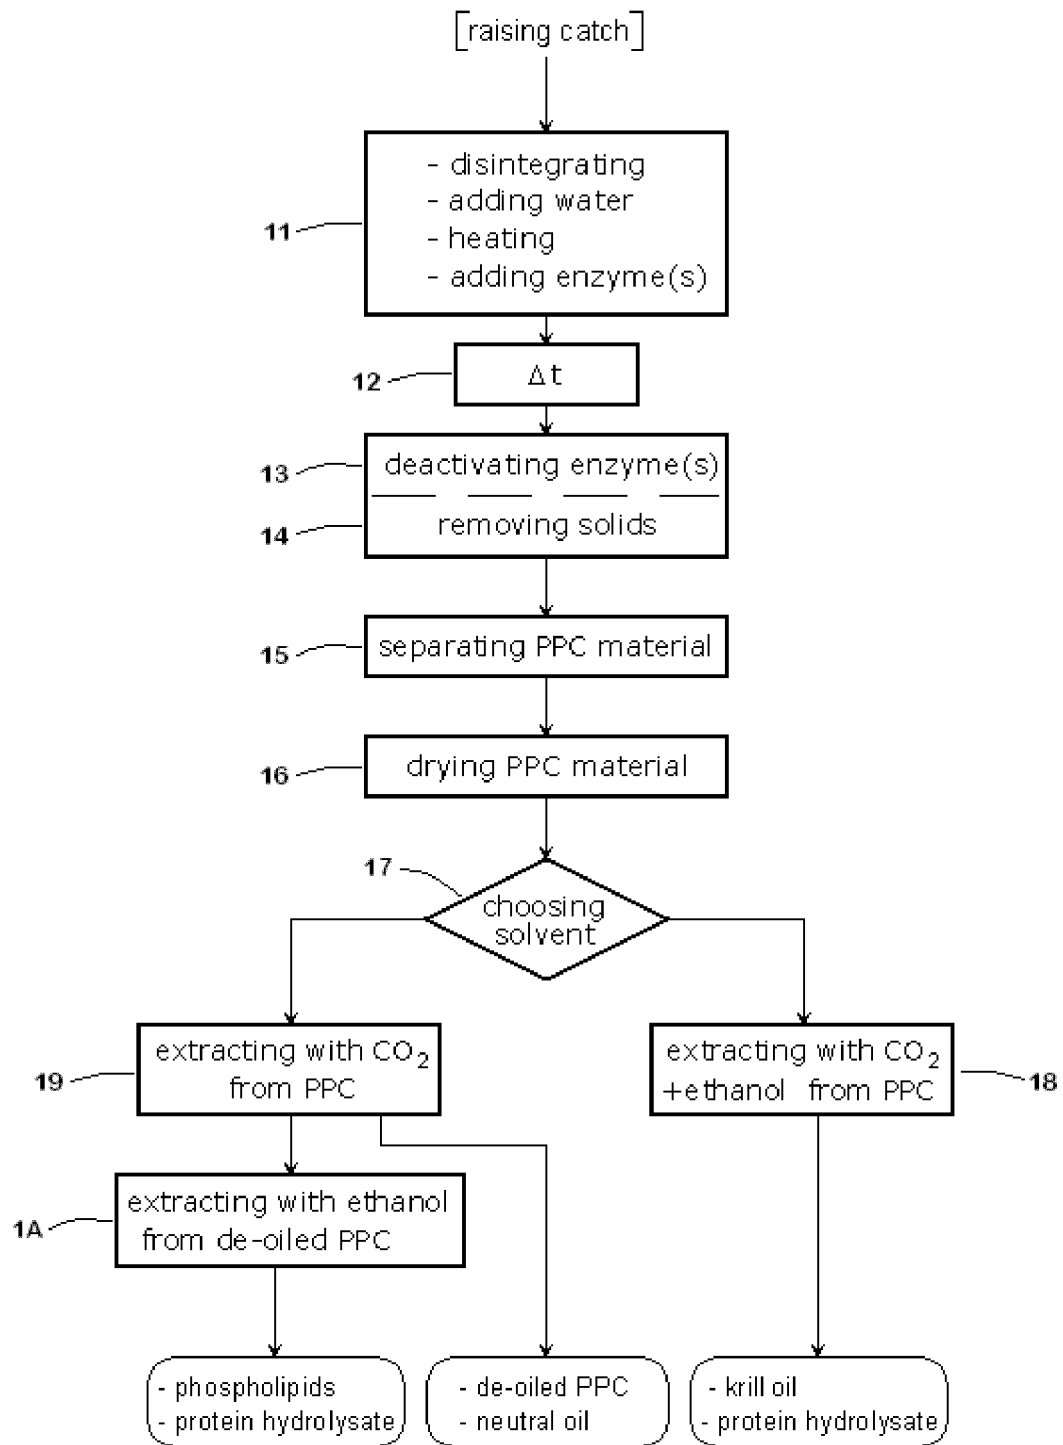 [raising catch]
- disintegrating
- adding water
- heating
- adding enzyme(s)
11
Δt
12
deactivating enzyme(s)
13
removing solids
14
separating PPC material
15
drying PPC material
16
17
choosing
solvent
extracting with CO₂
from PPC
19
extracting with CO₂
+ethanol from PPC
18
extracting with ethanol
from de-oiled PPC
1A
- phospholipids
- protein hydrolysate
- de-oiled PPC
- neutral oil
- krill oil
- protein hydrolysate